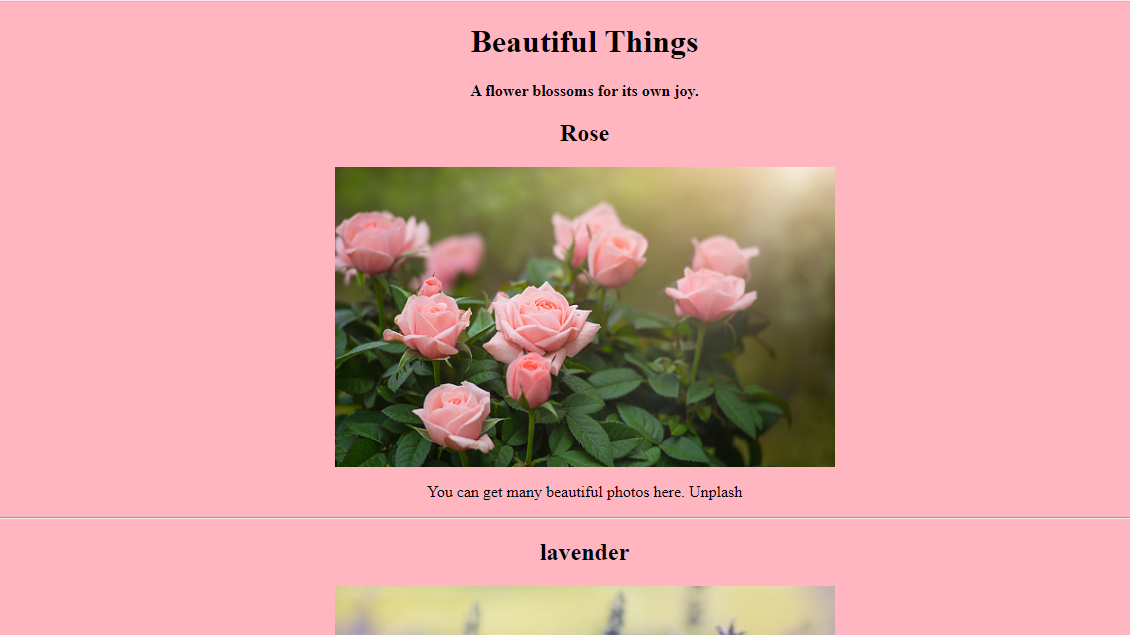 Beautiful Things
A flower blossoms for its own joy.
Rose
You can get many beautiful photos here. Unplash
lavender